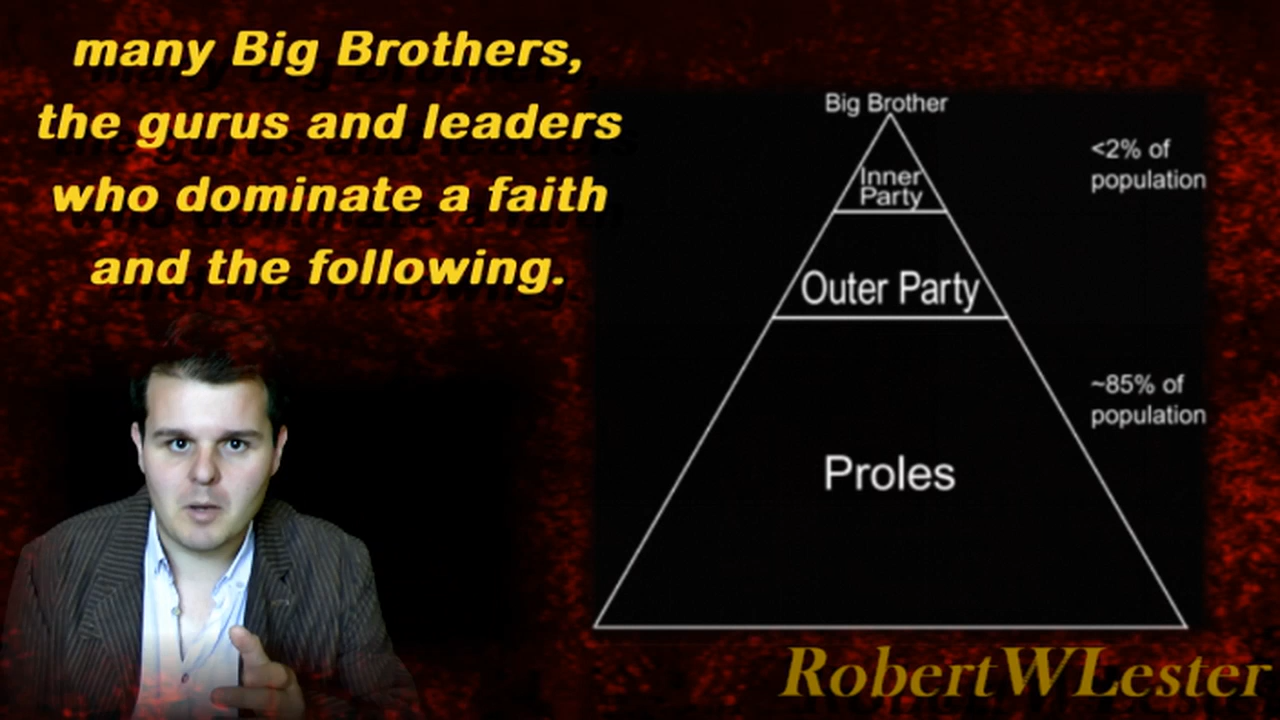 many Big Brothers,
the gurus and leaders
who dominate a faith
and the following.
Big Brother
<2% of
population
Inner
Party
Outer Party
~85% of
population
Proles
RobertWLester